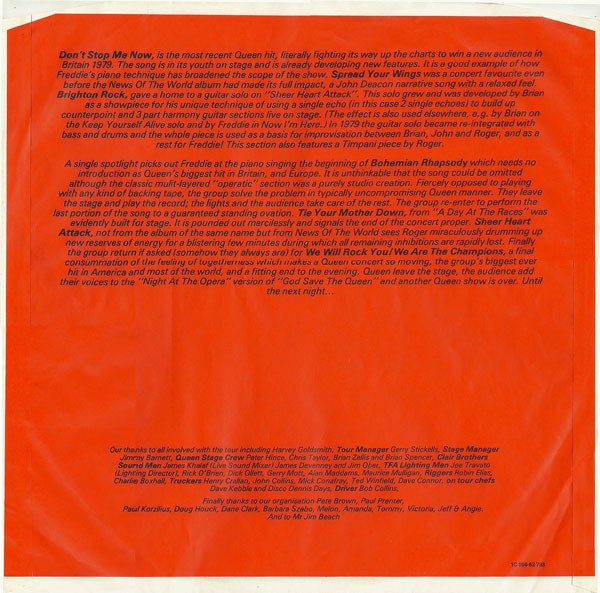 Don't Stop Me Now, is the most recent Queen hit, literally fighting its way up the charts to win a new audience in
Britain 1979. The song is in its youth on stage and is already developing new features. It is a good example of how
Freddie's piano technique has broadened the scope of the show. Spread Your Wings was a concert favourite even
before the News Of The World album had made its full impact, a John Deacon narrative song with a relaxed feel.
Brighton Rock, gave a home to a guitar solo on "Sheer Heart Attack". This solo grew and was developed by Brian
as a showpiece for his unique technique of using a single echo (in this case 2 single echoes) to build up
counterpoint and 3 part harmony guitar sections live on stage. (The effect is also used elsewhere, e.g. by Brian on
the Keep Yourself Alive solo and by Freddie in Now I'm Here.) In 1979 the guitar solo became re-integrated with
bass and drums and the whole piece is used as a basis for improvisation between Brian, John and Roger, and as a
rest for Freddie! This section also features a Timpani piece by Roger.
A single spotlight picks out Freddie at the piano singing the beginning of Bohemian Rhapsody which needs no
introduction as Queen's biggest hit in Britain, and Europe. It is unthinkable that the song could be omitted
although the classic mulit-layered "operatic" section was a purely studio creation. Fiercely opposed to playing
with any kind of backing tape, the group solve the problem in typically uncompromising Queen manner. They leave
the stage and play the record; the lights and the audience take care of the rest. The group re-enter to perform the
last portion of the song to a guaranteed standing ovation. Tie Your Mother Down, from "A Day At The Races" was
evidently built for stage. It is pounded out mercilessly and signals the end of the concert proper. Sheer Heart
Attack, not from the album of the same name but from News Of The World sees Roger miraculously drumming up
new reserves of energy for a blistering few minutes during which all remaining inhibitions are rapidly lost. Finally
the group return if asked (somehow they always are) for We Will Rock You/We Are The Champions, a final
consummation of the feeling of togetherness which makes a Queen concert so moving, the group's biggest ever
hit in America and most of the world, and a fitting end to the evening. Queen leave the stage, the audience add
their voices to the "Night At The Opera" version of "God Save The Queen" and another Queen show is over. Until
the next night...
Our thanks to all involved with the tour including Harvey Goldsmith, Tour Manager Gerry Stickells, Stage Manager
Jimmy Barnett, Queen Stage Crew Peter Hince, Chris Taylor, Brian Zellis and Brian Spencer, Clair Brothers
Sound Man James Khalaf (Live Sound Mixer) James Devenney and Jim Ober, TFA Lighting Man Joe Travato
(Lighting Director), Rick O'Brien, Dick Ollett, Gerry Mott, Alan Maddams, Maurice Mulligan, Riggers Robin Elias,
Charlie Boxhall, Truckers Henry Crallan, John Collins, Mick Conafray, Ted Winfield, Dave Connor, on tour chefs
Dave Kebble and Disco Dennis Days, Driver Bob Collins,
Finally thanks to our organisation Pete Brown, Paul Prenter,
Paul Korzilius, Doug Houck, Dane Clark, Barbara Szabo, Melon, Amanda, Tommy, Victoria, Jeff & Angie.
And to Mr Jim Beach